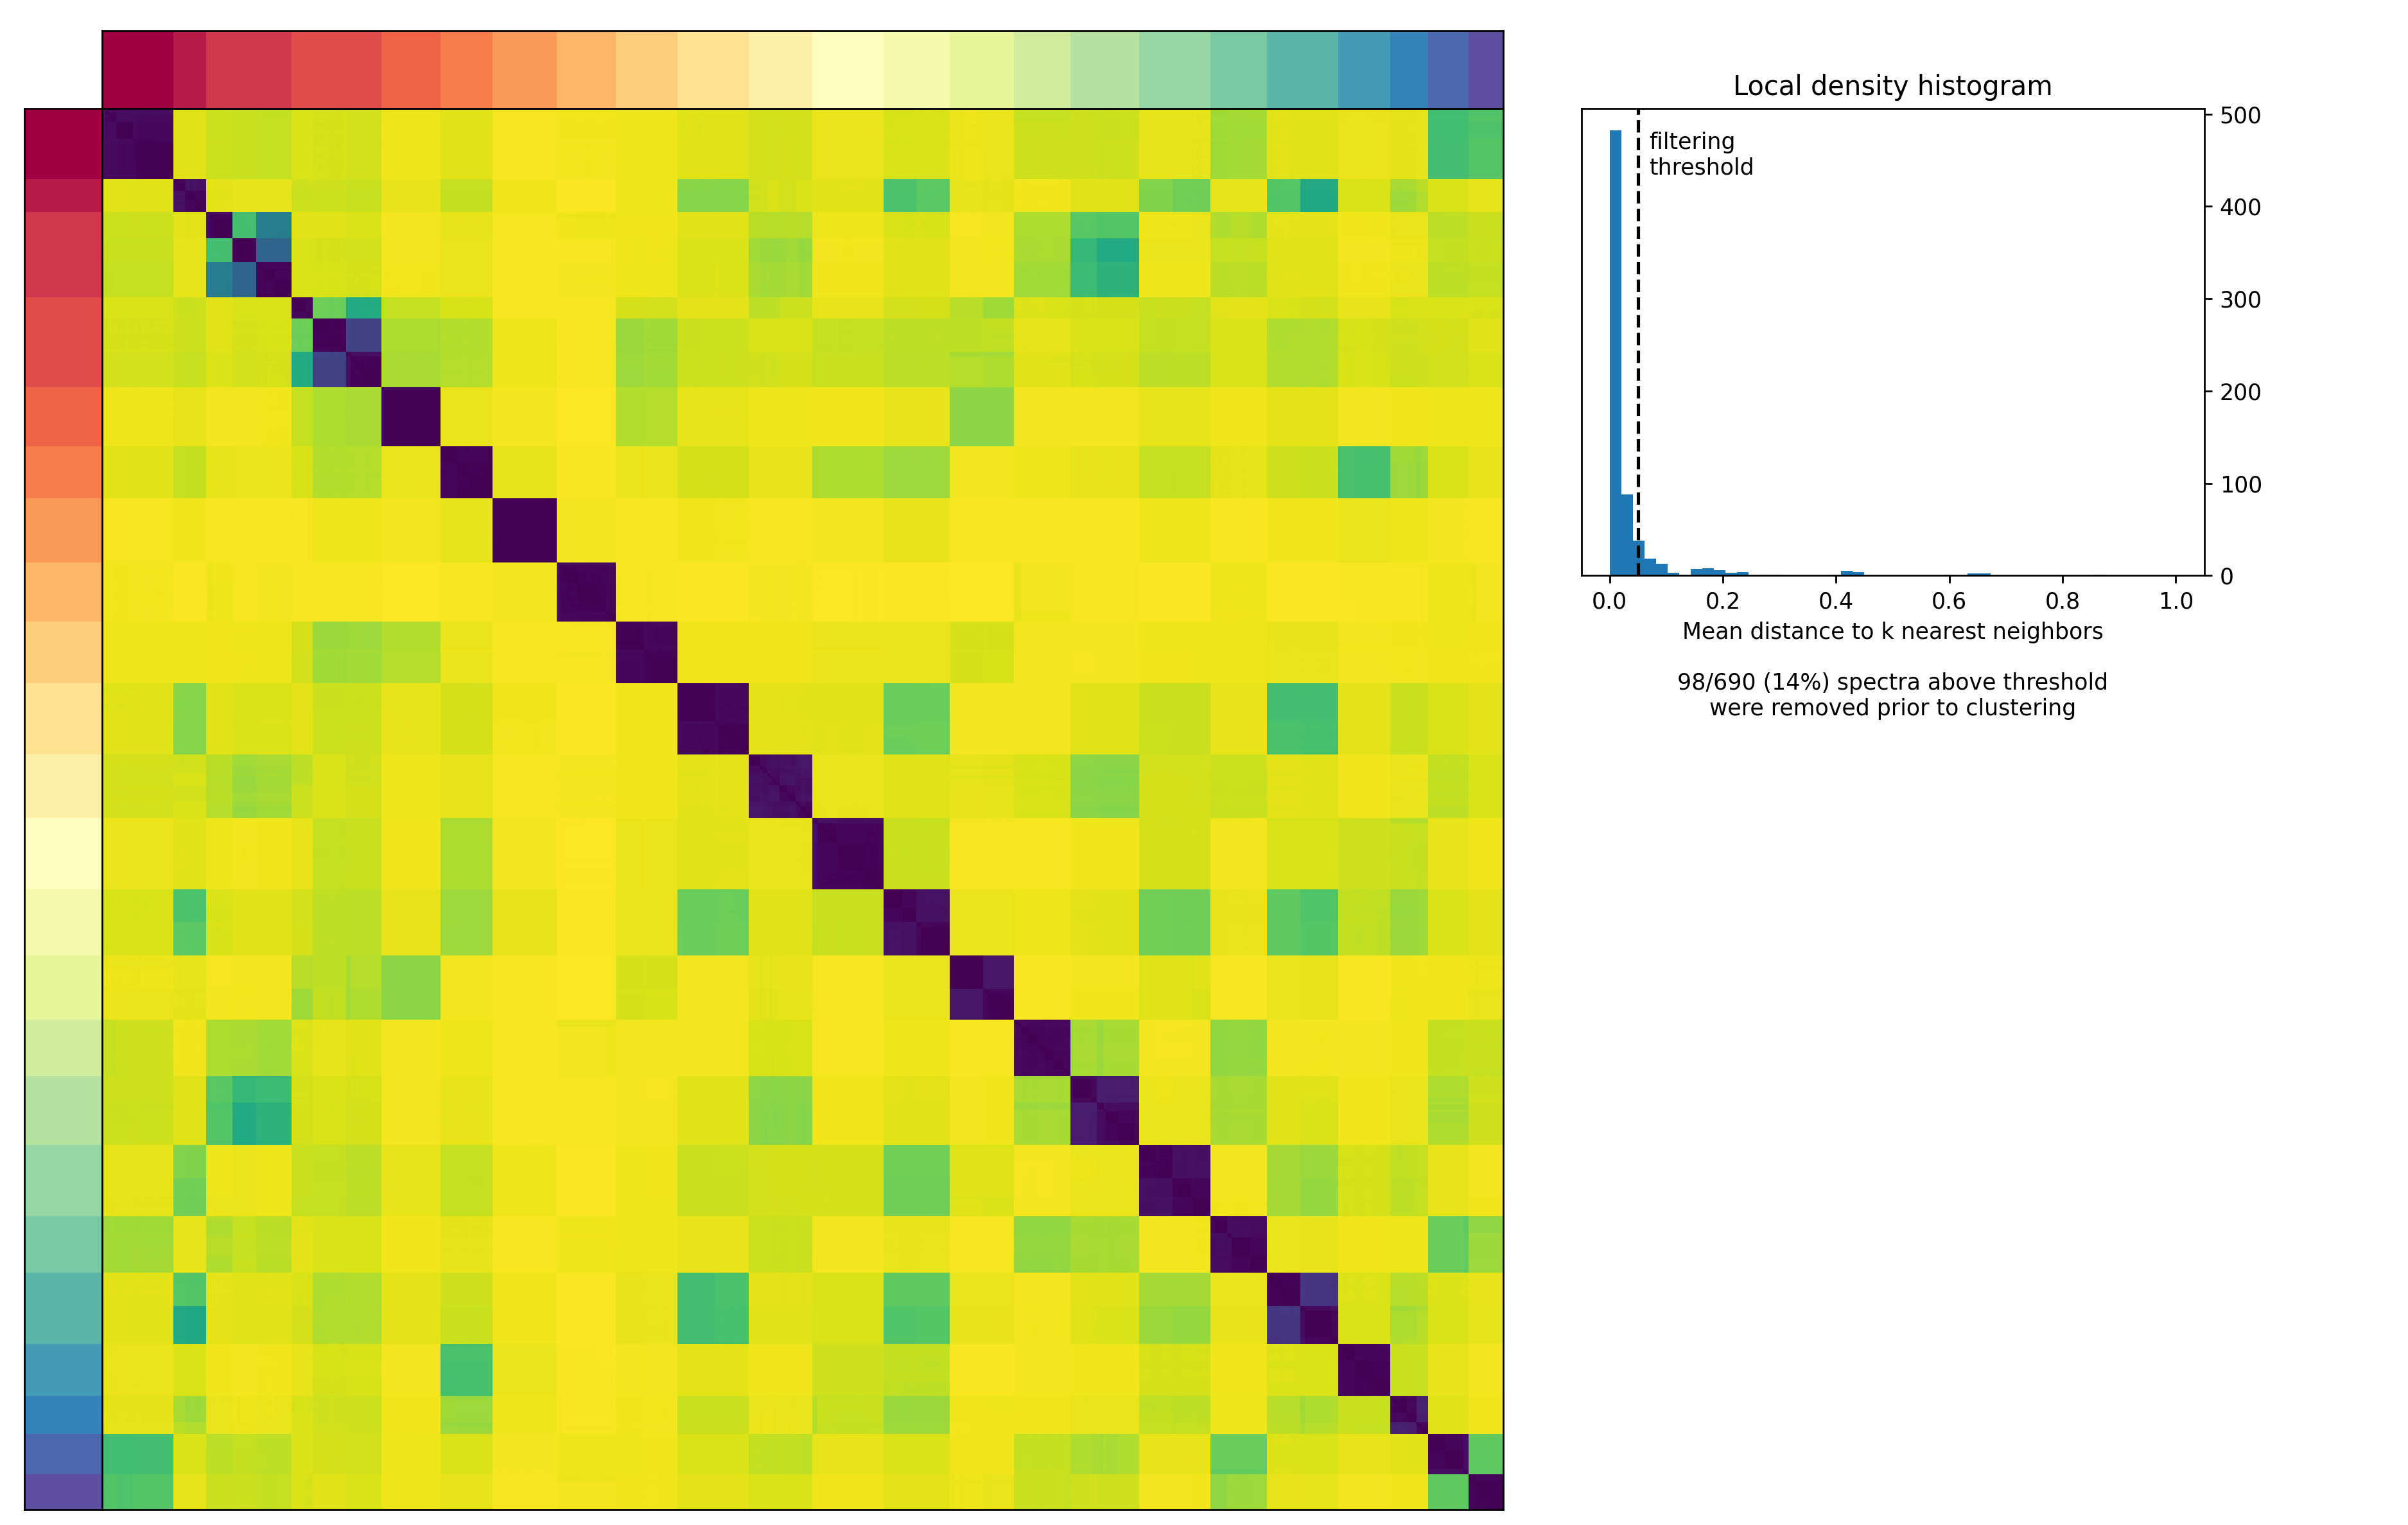 Local density histogram
filtering
threshold
500
400
300
200
100
0
0.0 0.2 0.4 0.6 0.8 1.0
Mean distance to k nearest neighbors
98/690 (14%) spectra above threshold
were removed prior to clustering